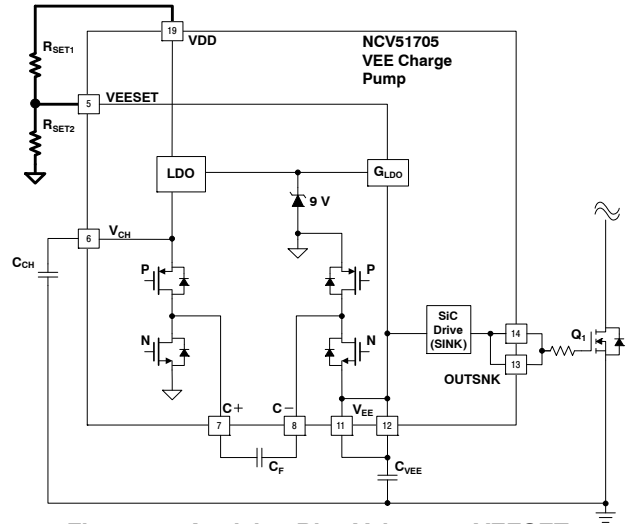 19
VDD
NCV51705
VEE Charge
Pump
RSET1
5
VEESET
RSET2
LDO
GLDO
9 V
6
VCH
CCH
P
P
N
N
SiC
Drive
(SINK)
14
13
Q1
OUTSNK
C+
C−
VEE
7
8
11
12
CF
CVEE